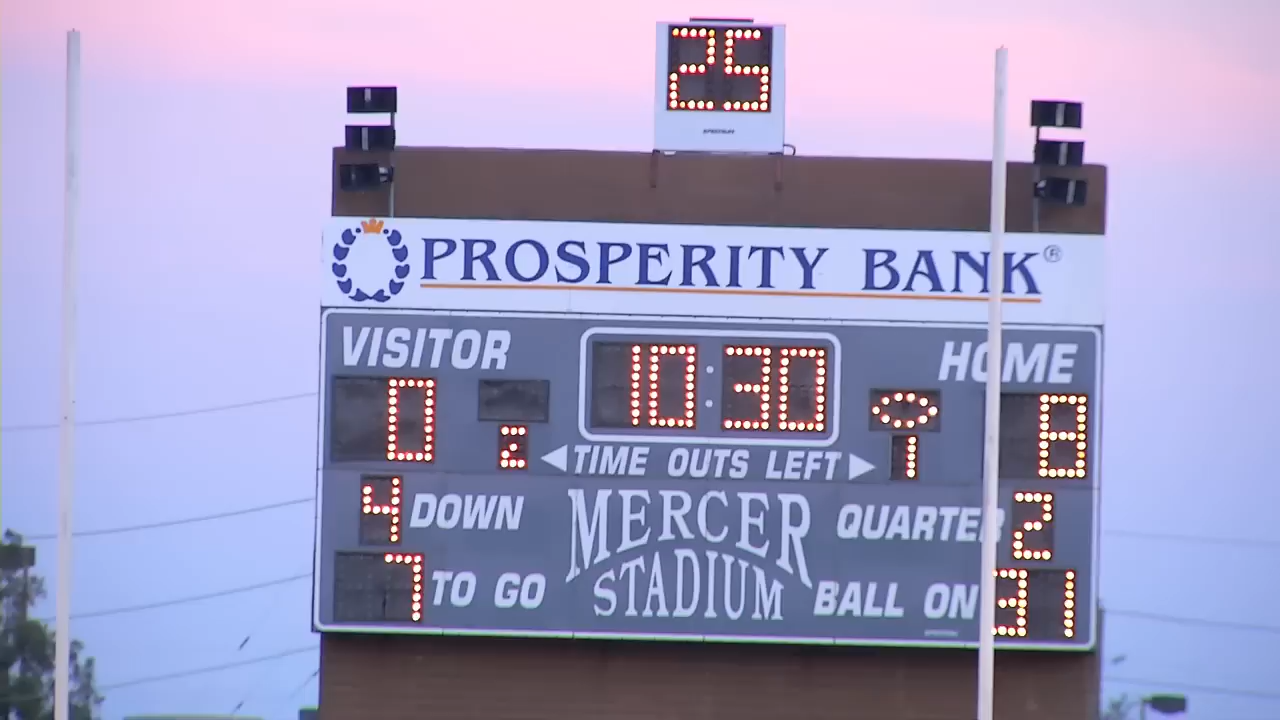 25
SPECTRUM
PROSPERITY BANK®
VISITOR
10:30
HOME
0
8
2
◀TIME OUTS LEFT▶
1
4 DOWN
MERCER
STADIUM
QUARTER 2
7 TO GO
BALL ON 31